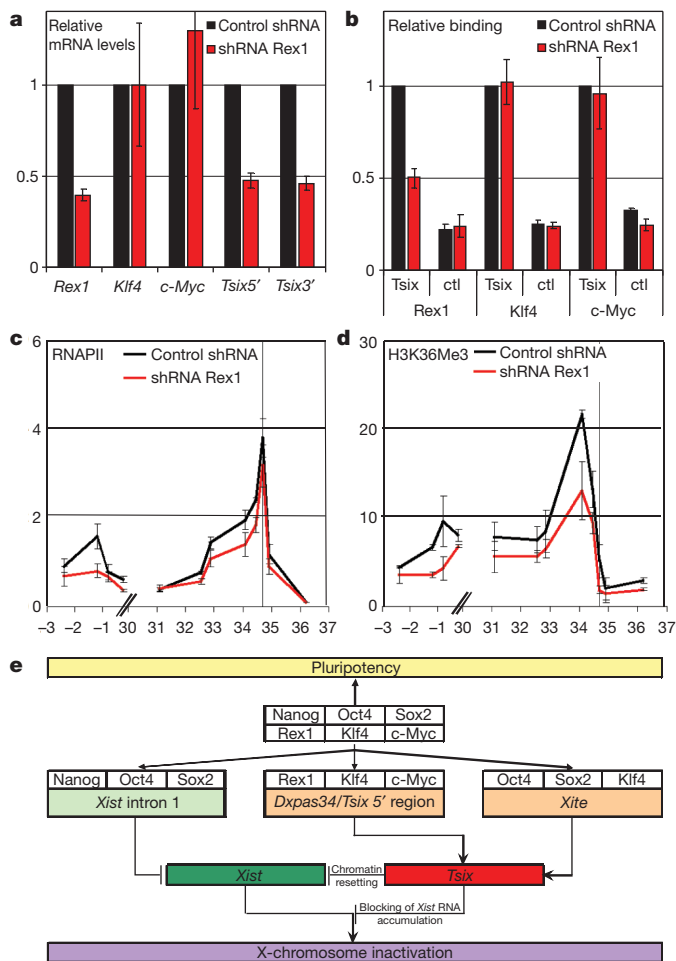 a
Relative
mRNA levels
Control shRNA
shRNA Rex1
1
0.5
0
Rex1 Klf4 c-Myc Tsix5′ Tsix3′
b
Relative binding
Control shRNA
shRNA Rex1
1
0.5
0
Tsix ctl Tsix ctl Tsix ctl
Rex1 Klf4 c-Myc
c
RNAPII
Control shRNA
shRNA Rex1
6
4
2
0
–3 –2 –1 30 31 32 33 34 35 36 37
d
H3K36Me3
Control shRNA
shRNA Rex1
30
20
10
0
–3 –2 –1 30 31 32 33 34 35 36 37
e
Pluripotency
Nanog Oct4 Sox2
Rex1 Klf4 c-Myc
Nanog Oct4 Sox2
Xist intron 1
Rex1 Klf4 c-Myc
Dxpas34/Tsix 5′ region
Oct4 Sox2 Klf4
Xite
Xist
Chromatin
resetting
Tsix
Blocking of Xist RNA
accumulation
X-chromosome inactivation